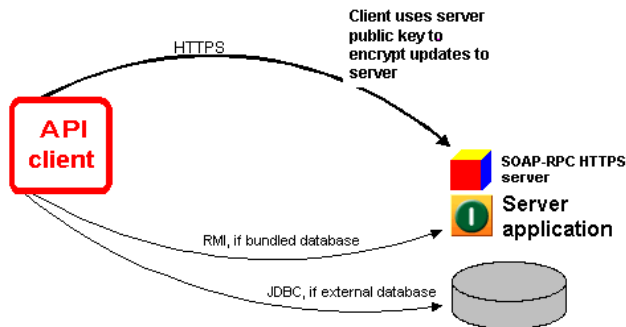 Client uses server
public key to
encrypt updates to
server
HTTPS
API
client
SOAP-RPC HTTPS
server
Server
application
RMI, if bundled database
JDBC, if external database